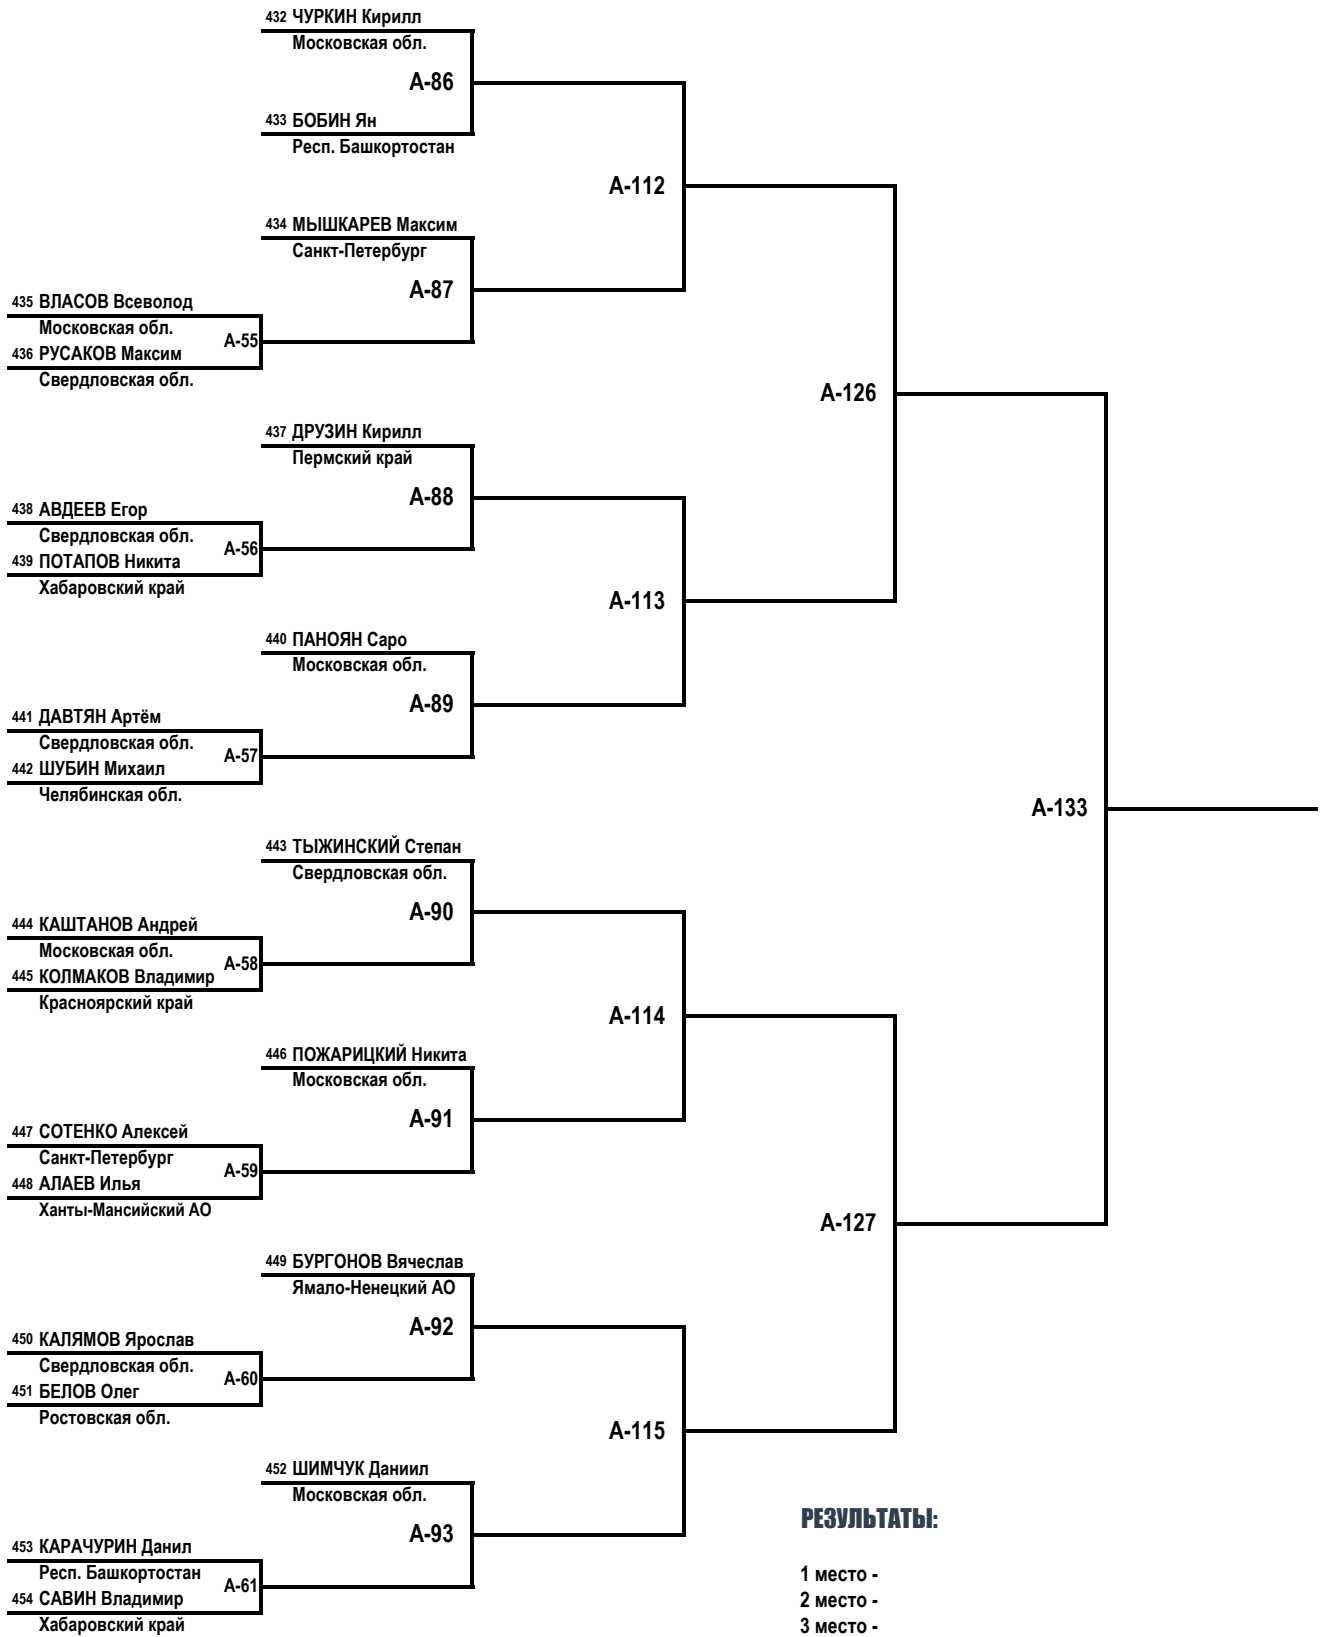 432 ЧУРКИН Кирилл
Московская обл.
А-86
433 БОБИН Ян
Респ. Башкортостан
А-112
434 МЫШКАРЕВ Максим
Санкт-Петербург
А-87
435 ВЛАСОВ Всеволод
Московская обл.
А-55
436 РУСАКОВ Максим
Свердловская обл.
А-126
437 ДРУЗИН Кирилл
Пермский край
А-88
438 АВДЕЕВ Егор
Свердловская обл.
А-56
439 ПОТАПОВ Никита
Хабаровский край
А-113
440 ПАНОЯН Саро
Московская обл.
А-89
441 ДАВТЯН Артём
Свердловская обл.
А-57
442 ШУБИН Михаил
Челябинская обл.
А-133
443 ТЫЖИНСКИЙ Степан
Свердловская обл.
А-90
444 КАШТАНОВ Андрей
Московская обл.
А-58
445 КОЛМАКОВ Владимир
Красноярский край
А-114
446 ПОЖАРИЦКИЙ Никита
Московская обл.
А-91
447 СОТЕНКО Алексей
Санкт-Петербург
А-59
448 АЛАЕВ Илья
Ханты-Мансийский АО
А-127
449 БУРГОНОВ Вячеслав
Ямало-Ненецкий АО
А-92
450 КАЛЯМОВ Ярослав
Свердловская обл.
А-60
451 БЕЛОВ Олег
Ростовская обл.
А-115
452 ШИМЧУК Даниил
Московская обл.
А-93
453 КАРАЧУРИН Данил
Респ. Башкортостан
А-61
454 САВИН Владимир
Хабаровский край
РЕЗУЛЬТАТЫ:
1 место -
2 место -
3 место -